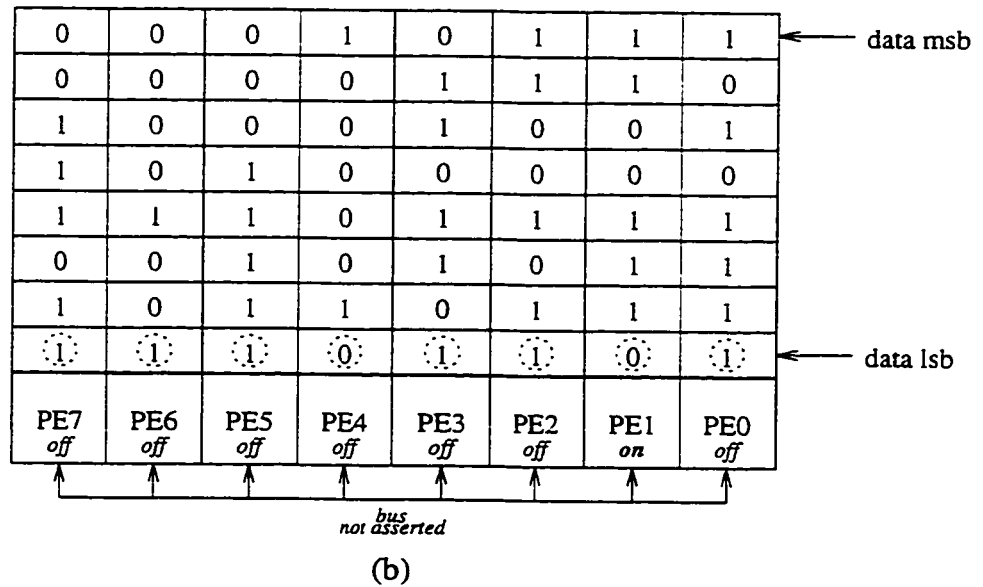 0 0 0 1 0 1 1 1 data msb
0 0 0 0 1 1 1 0
1 0 0 0 1 0 0 1
1 0 1 0 0 0 0 0
1 1 1 0 1 1 1 1
0 0 1 0 1 0 1 1
1 0 1 1 0 1 1 1
1 1 1 0 1 1 0 1 data lsb
PE7 PE6 PE5 PE4 PE3 PE2 PE1 PE0
off off off off off off on off
bus
not asserted
(b)